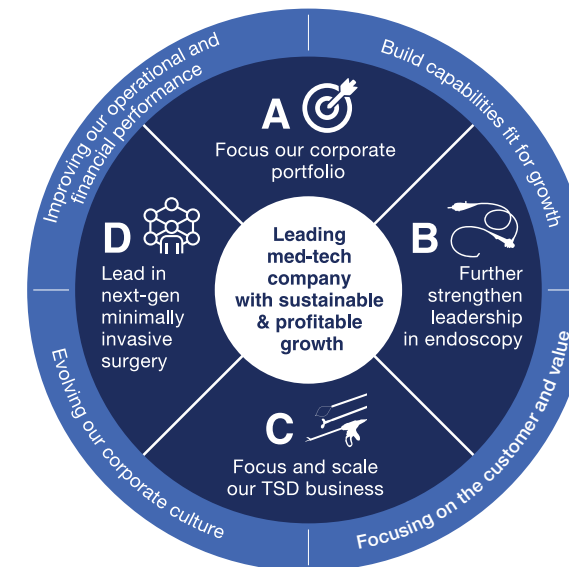 Improving our operational and
financial performance
Build capabilities fit for growth
A
Focus our corporate
portfolio
D
Lead in
next-gen
minimally
invasive
surgery
Leading
med-tech
company
with sustainable
& profitable
growth
B
Further
strengthen
leadership
in endoscopy
C
Focus and scale
our TSD business
Evolving our corporate culture
Focusing on the customer and value